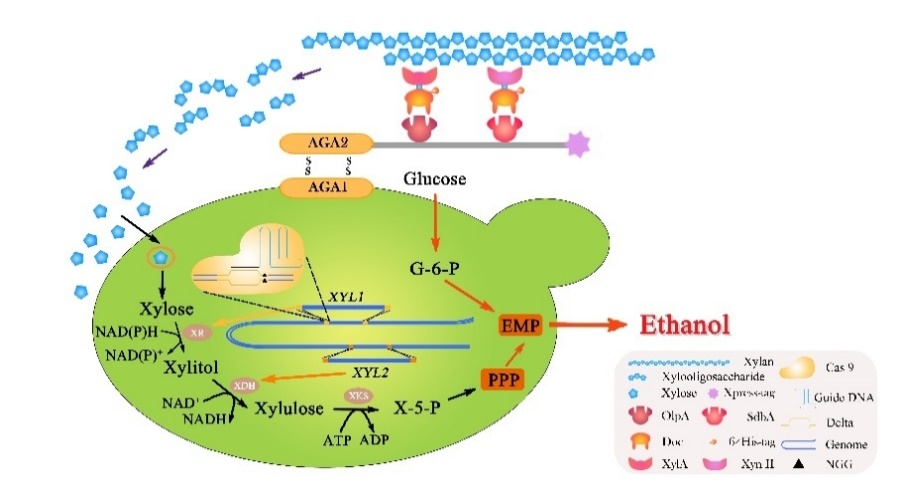 AGA2
S S
S S
AGA1
Glucose
G-6-P
XYL1
Xylose
XR
NAD(P)H
NAD(P)+
Xylitol
EMP
Ethanol
XYL2
XDH
PPP
NAD+
NADH
Xylulose
XKS
X-5-P
ATP ADP
Xylan
Cas 9
Xylooligosaccharide
Xylose
Xpress-tag
Guide DNA
OlpA
SdbA
Delta
Doc
6×His-tag
Genome
XylA
Xyn II
NGG